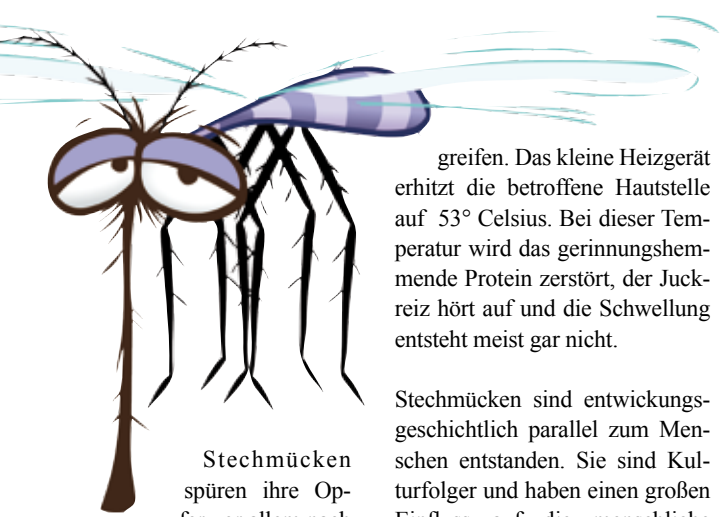 Stechmücken
spüren ihre Op-
greifen. Das kleine Heizgerät
erhitzt die betroffene Hautstelle
auf 53° Celsius. Bei dieser Tem-
peratur wird das gerinnungshem-
mende Protein zerstört, der Juck-
reiz hört auf und die Schwellung
entsteht meist gar nicht.
Stechmücken sind entwickungs-
geschichtlich parallel zum Men-
schen entstanden. Sie sind Kul-
turfolger und haben einen großen